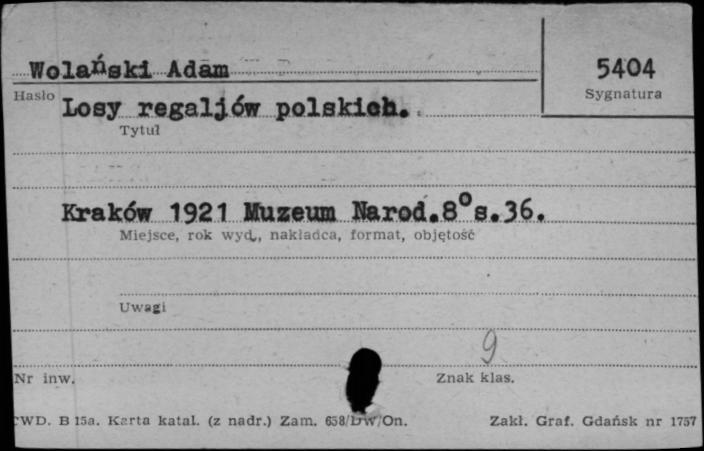 Wolański Adam
5404
Hasło
Sygnatura
Losy regaljów polskich.
Tytuł
Kraków 1921 Muzeum Narod.8° s.36.
Miejsce, rok wyd., nakładca, format, objętość
Uwagi
9
Nr inw.
Znak klas.
CWD. B 15a. Karta katal. (z nadr.) Zam. 658/DW/On.
Zakł. Graf. Gdańsk nr 1757